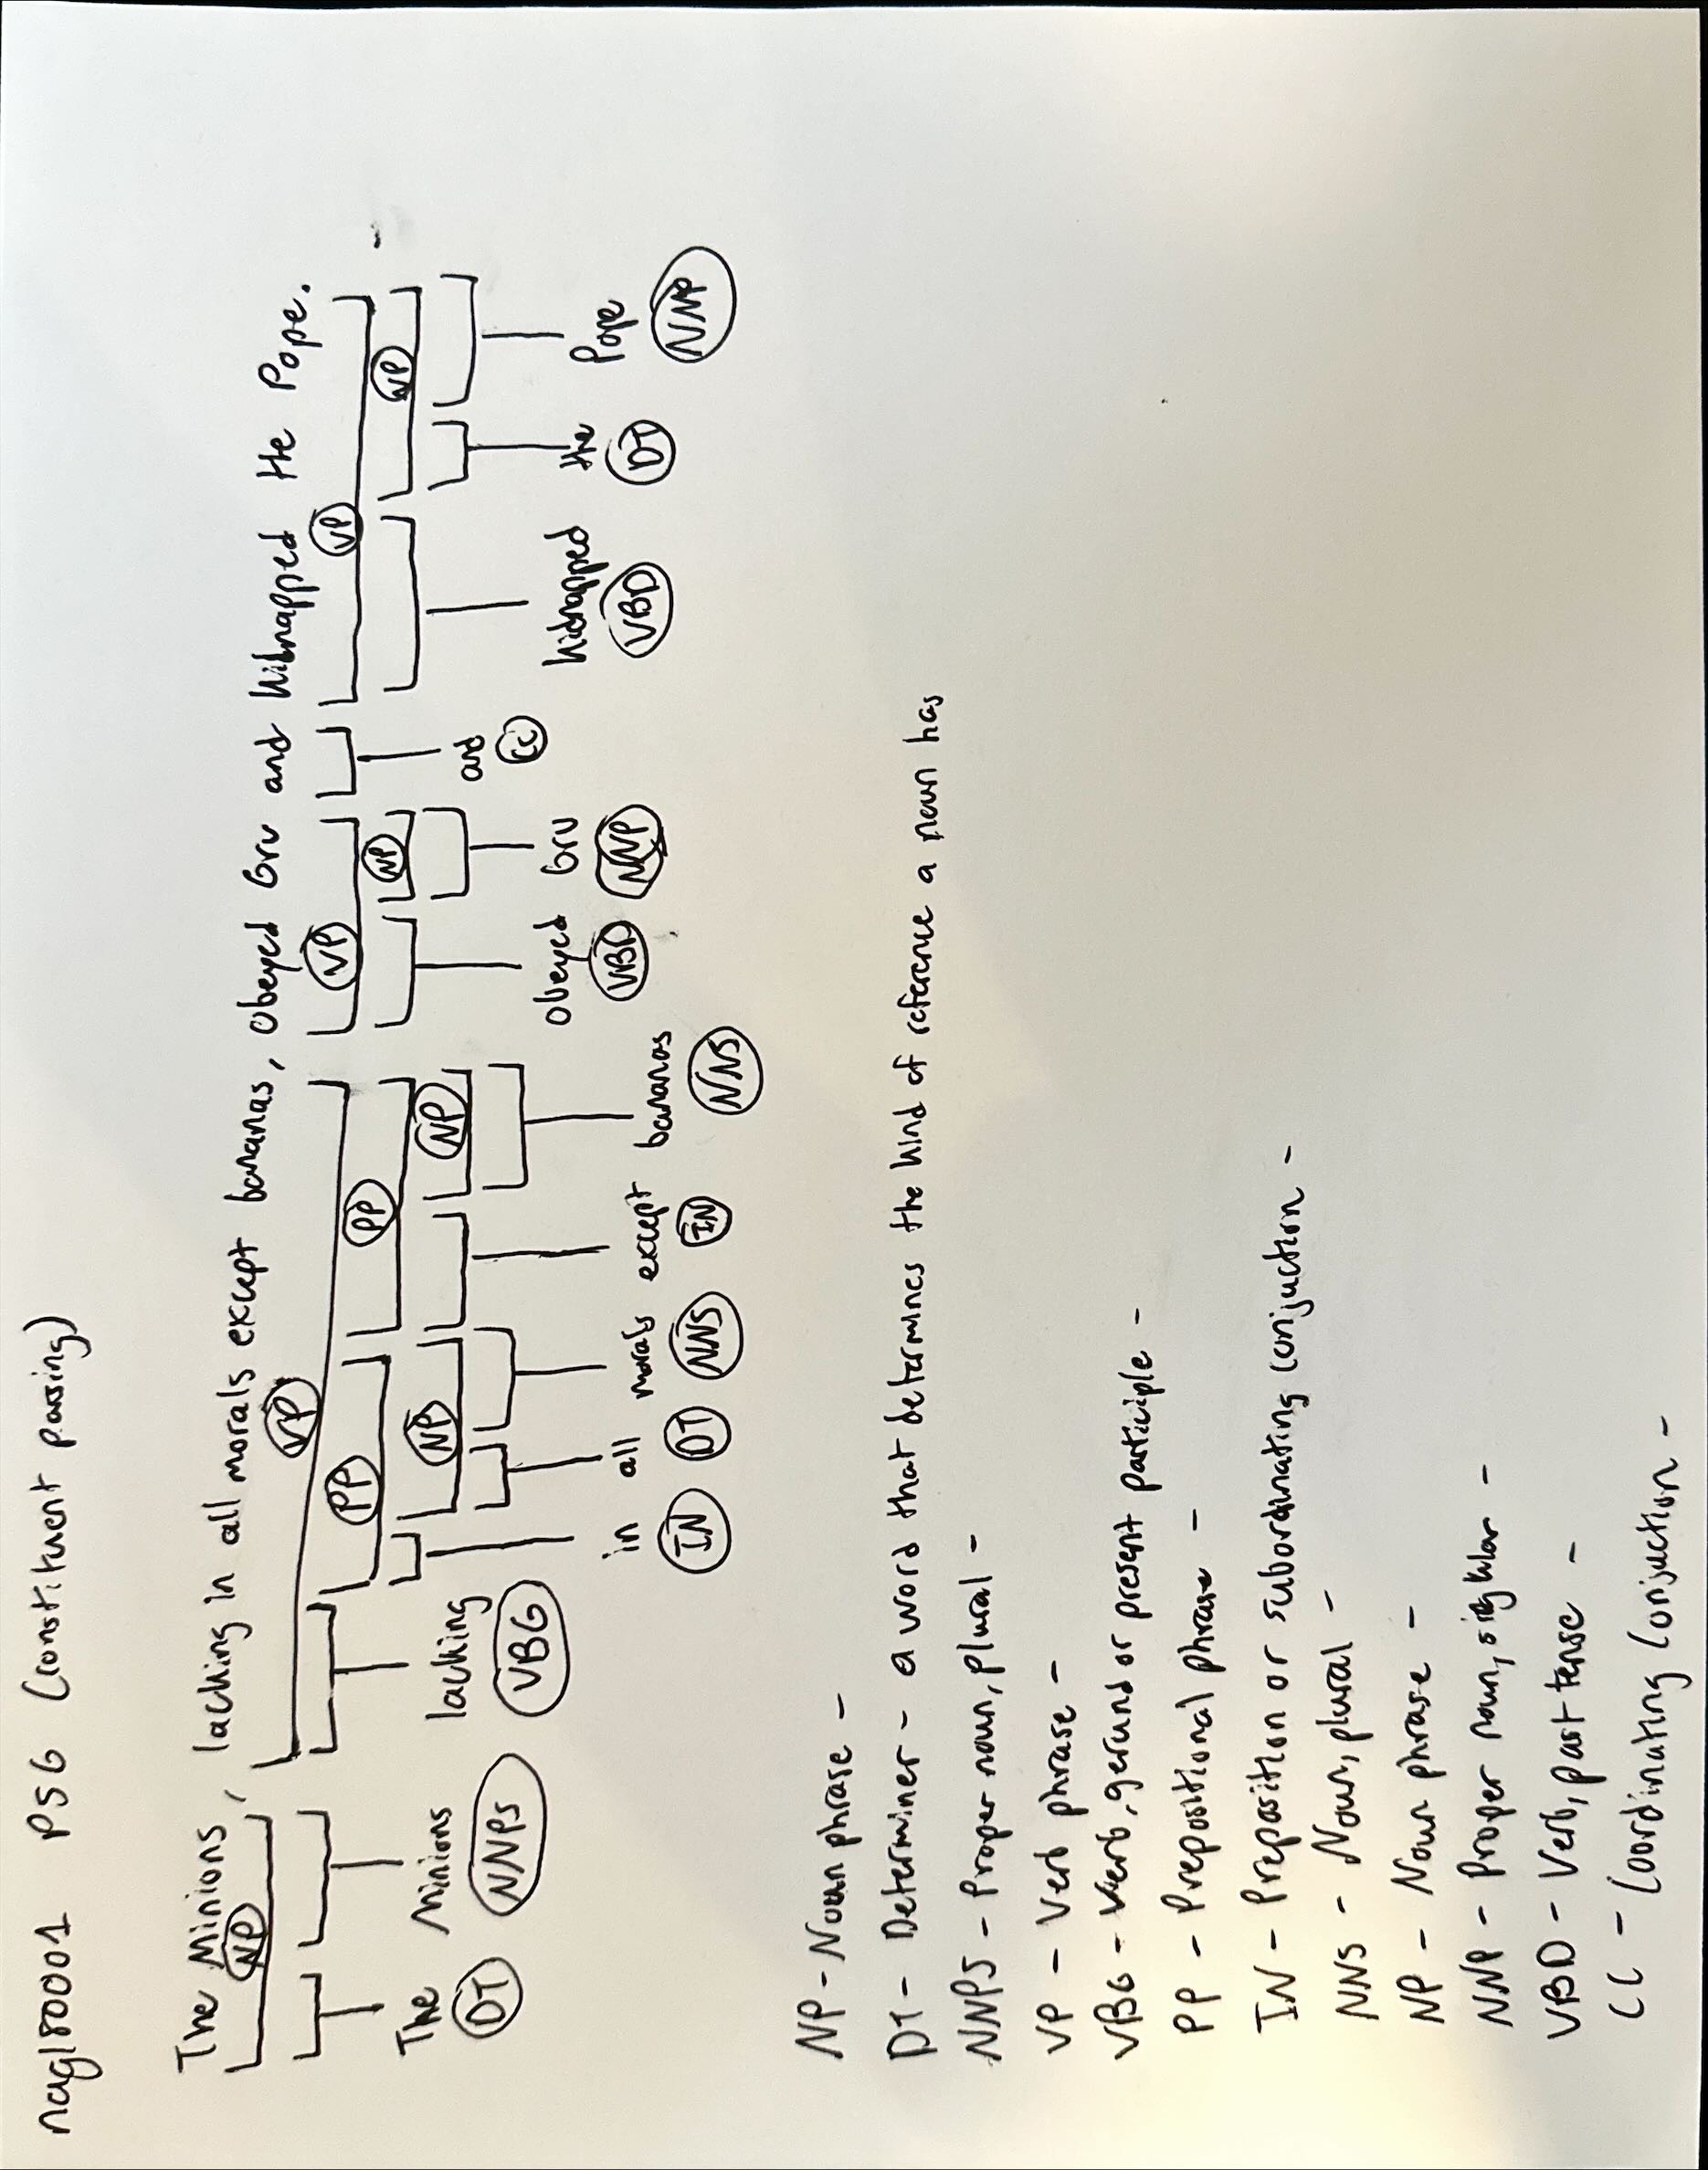 nagl80001 PSG (constituent parsing)
The Minions, lacking in all morals except bananas, obeyed Gru and kidnapped the Pope.
NP VP VP VP
PP PP NP NP
NP NP
The Minions lacking in all morals except bananas obeyed Gru and kidnapped the Pope
DT NNPS VBG IN DT NNS IN NNS VBD NNP CC VBD DT NNP
NP - Noun phrase -
DT - Determiner - a word that determines the kind of reference a noun has
NNPS - Proper noun, plural -
VP - Verb phrase -
VBG - Verb, gerund or present participle -
PP - Prepositional phrase -
IN - Preposition or subordinating conjuction -
NNS - Noun, plural -
NP - Noun phrase -
NNP - Proper noun, singular -
VBD - Verb, past tense -
CC - Coordinating Conjuction -